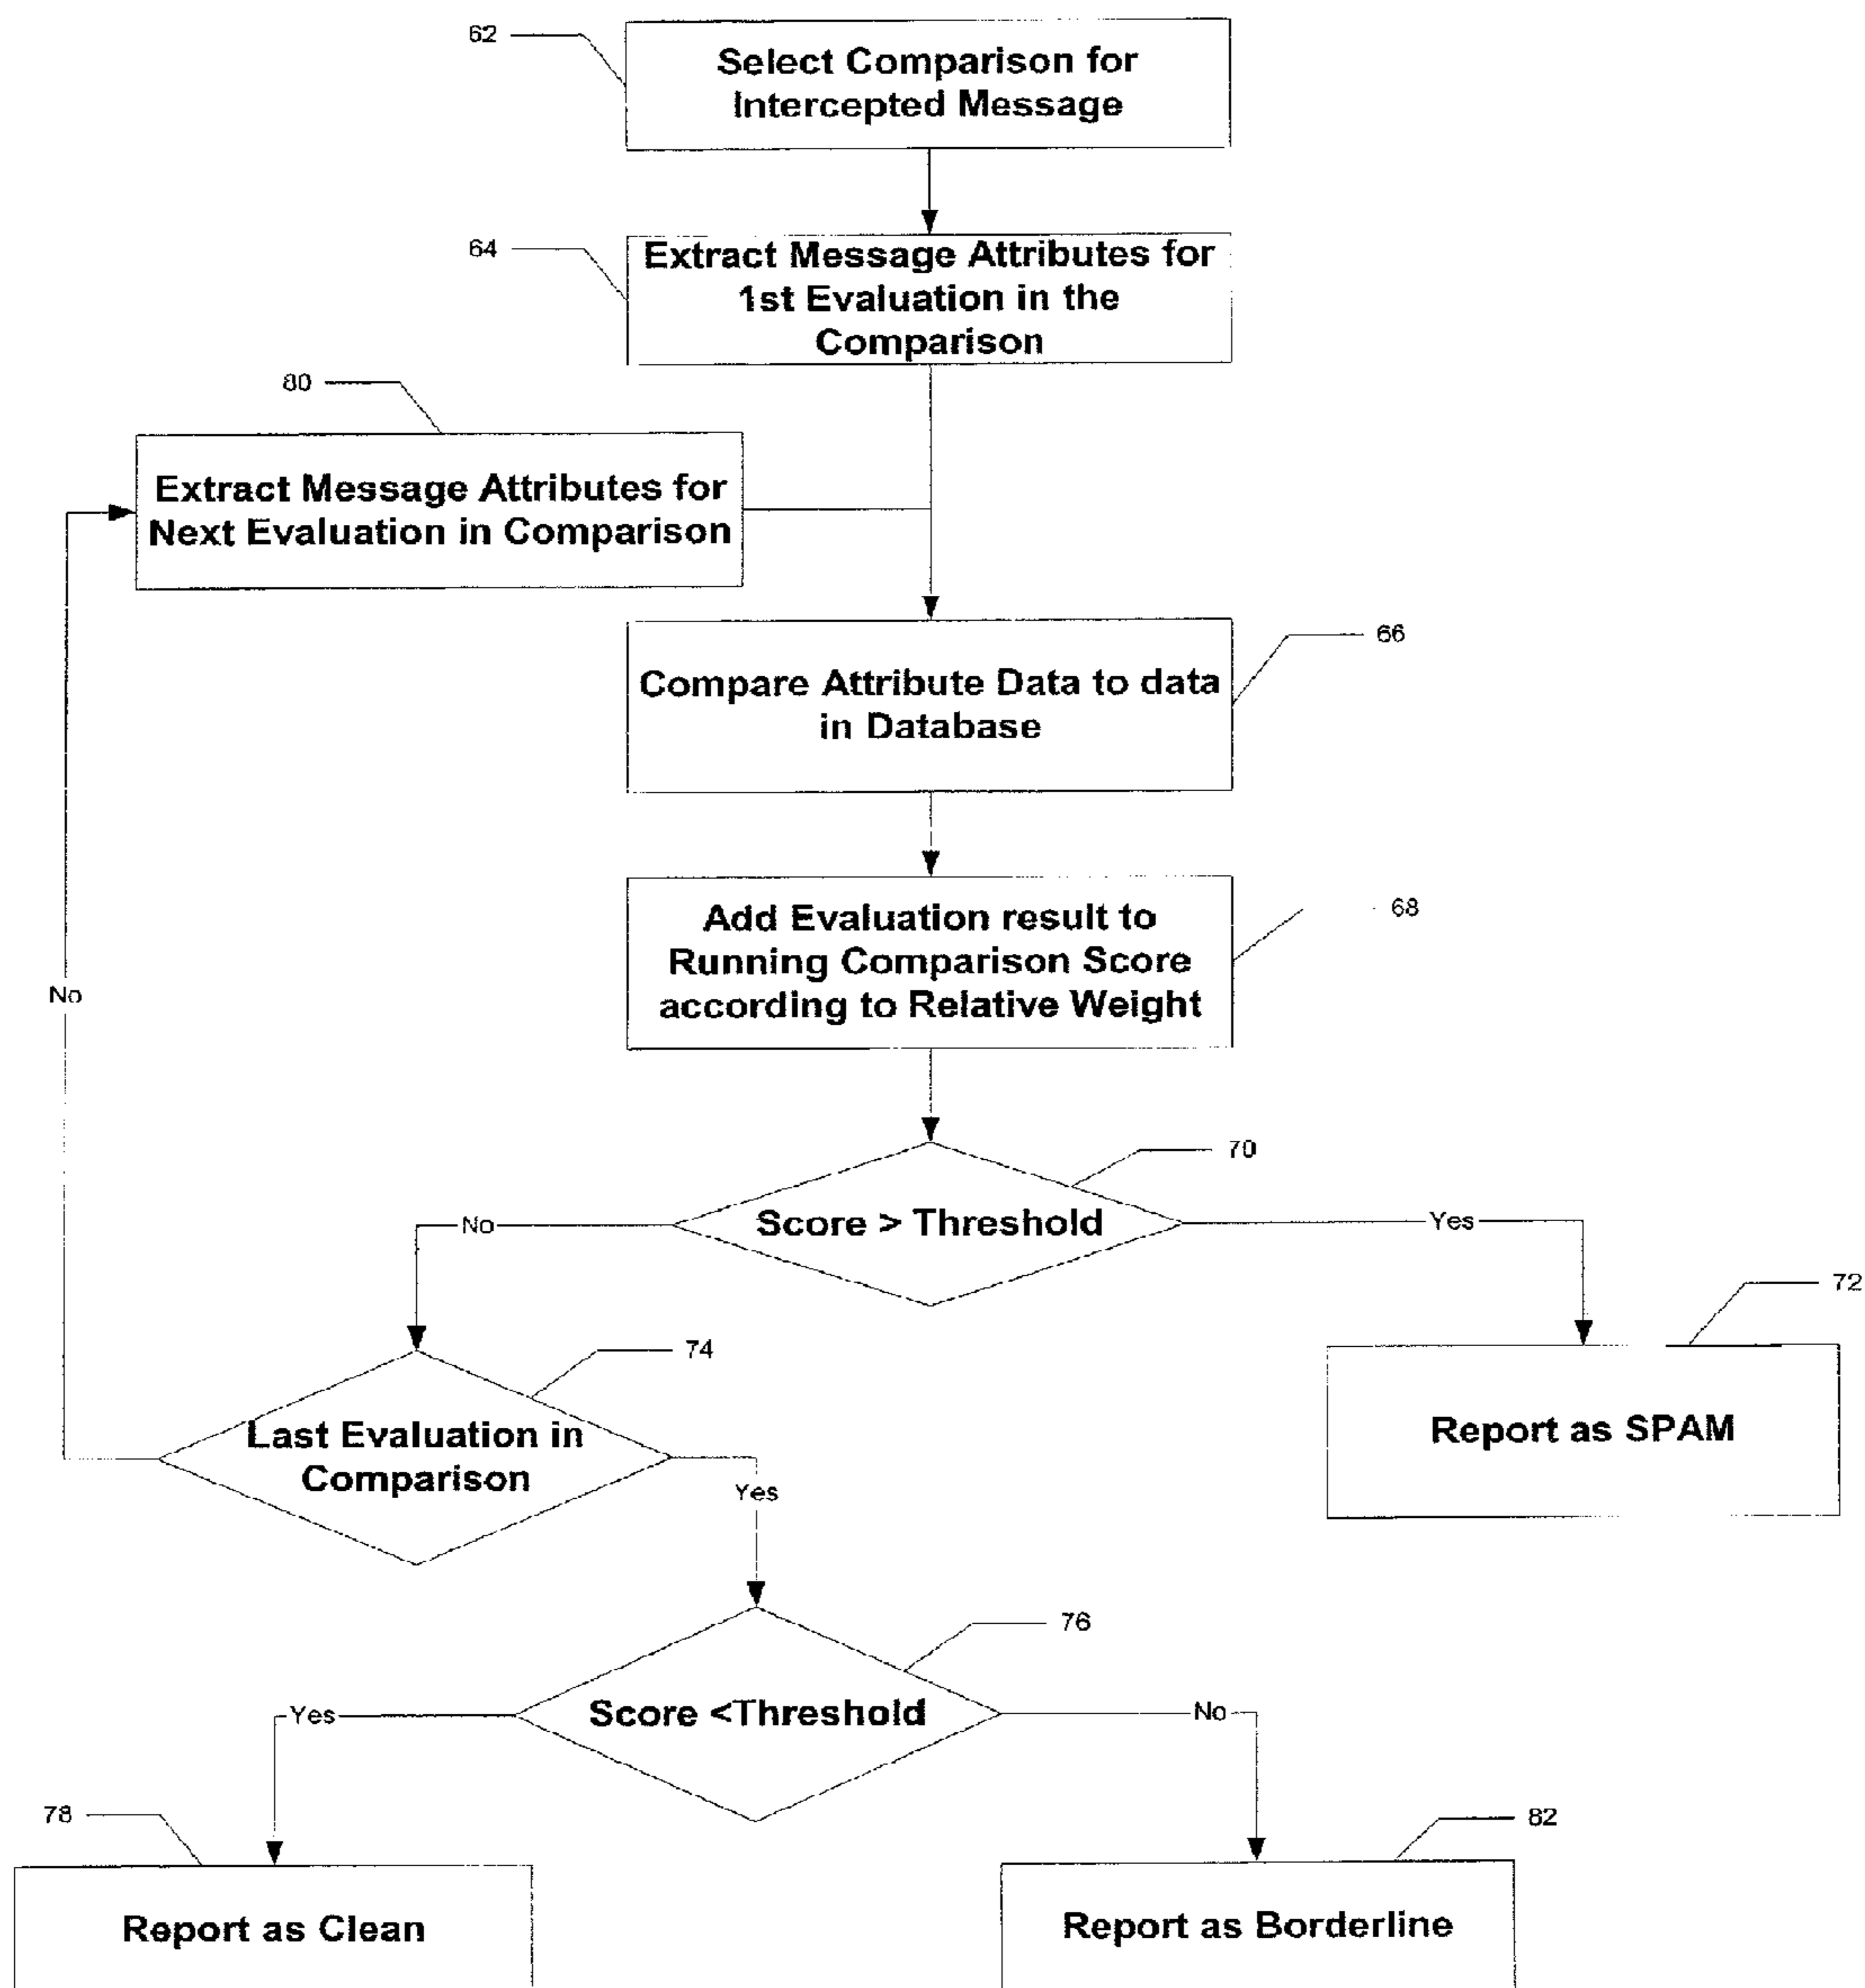 62
Select Comparison for
Intercepted Message
64
Extract Message Attributes for
1st Evaluation in the
Comparison
80
Extract Message Attributes for
Next Evaluation in Comparison
66
Compare Attribute Data to data
in Database
68
Add Evaluation result to
Running Comparison Score
according to Relative Weight
No
70
Score > Threshold
No
Yes
72
Report as SPAM
74
Last Evaluation in
Comparison
Yes
76
Score <Threshold
Yes
No
78
Report as Clean
82
Report as Borderline